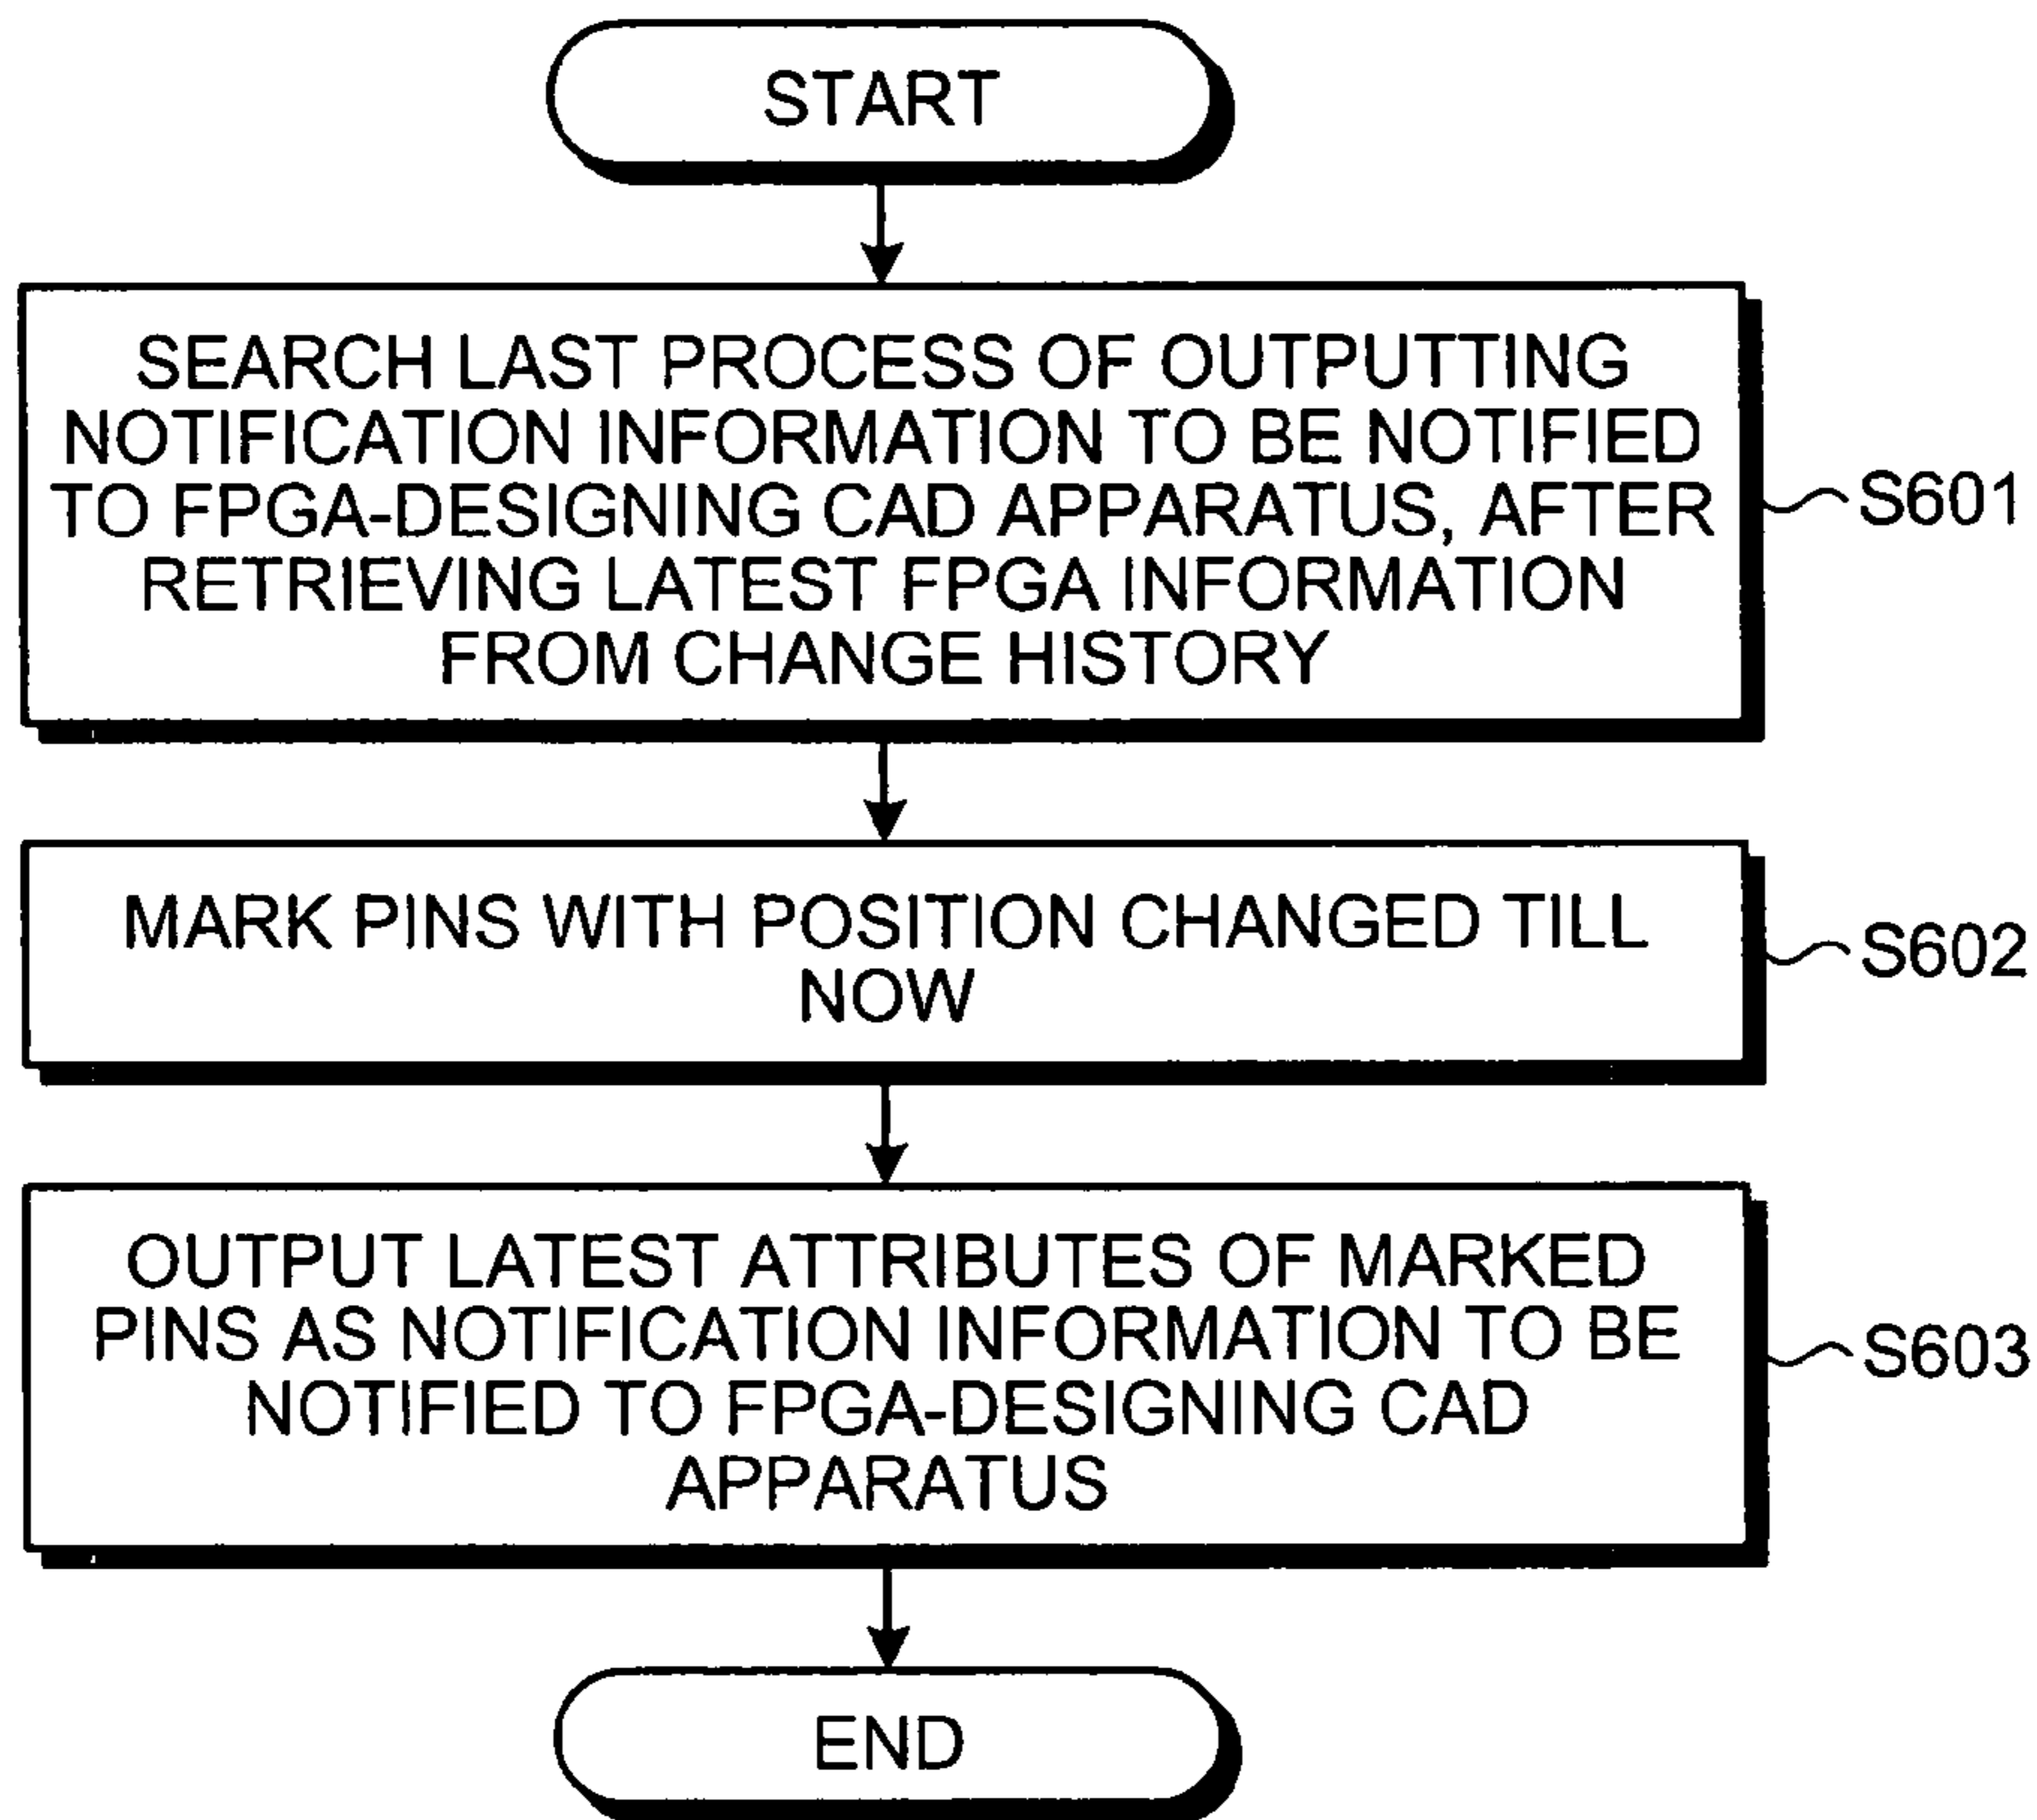 START
SEARCH LAST PROCESS OF OUTPUTTING
NOTIFICATION INFORMATION TO BE NOTIFIED
TO FPGA-DESIGNING CAD APPARATUS, AFTER
RETRIEVING LATEST FPGA INFORMATION
FROM CHANGE HISTORY
S601
MARK PINS WITH POSITION CHANGED TILL
NOW
S602
OUTPUT LATEST ATTRIBUTES OF MARKED
PINS AS NOTIFICATION INFORMATION TO BE
NOTIFIED TO FPGA-DESIGNING CAD
APPARATUS
S603
END